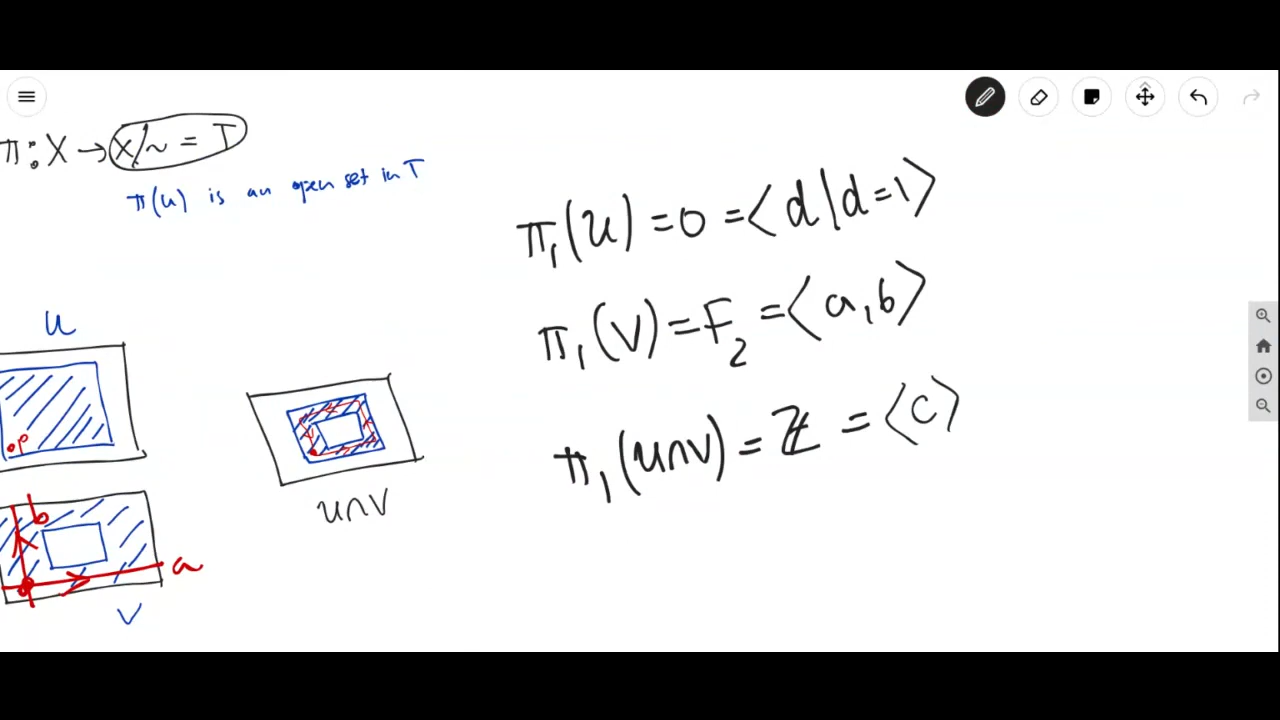 π:X → X/~ = T
π(u) is an open set in T
π₁(u) = 0 = ⟨d|d=1⟩
π₁(V) = F₂ = ⟨a,b⟩
π₁(u∩V) = ℤ = ⟨c⟩
u
p
u∩V
b
a
V